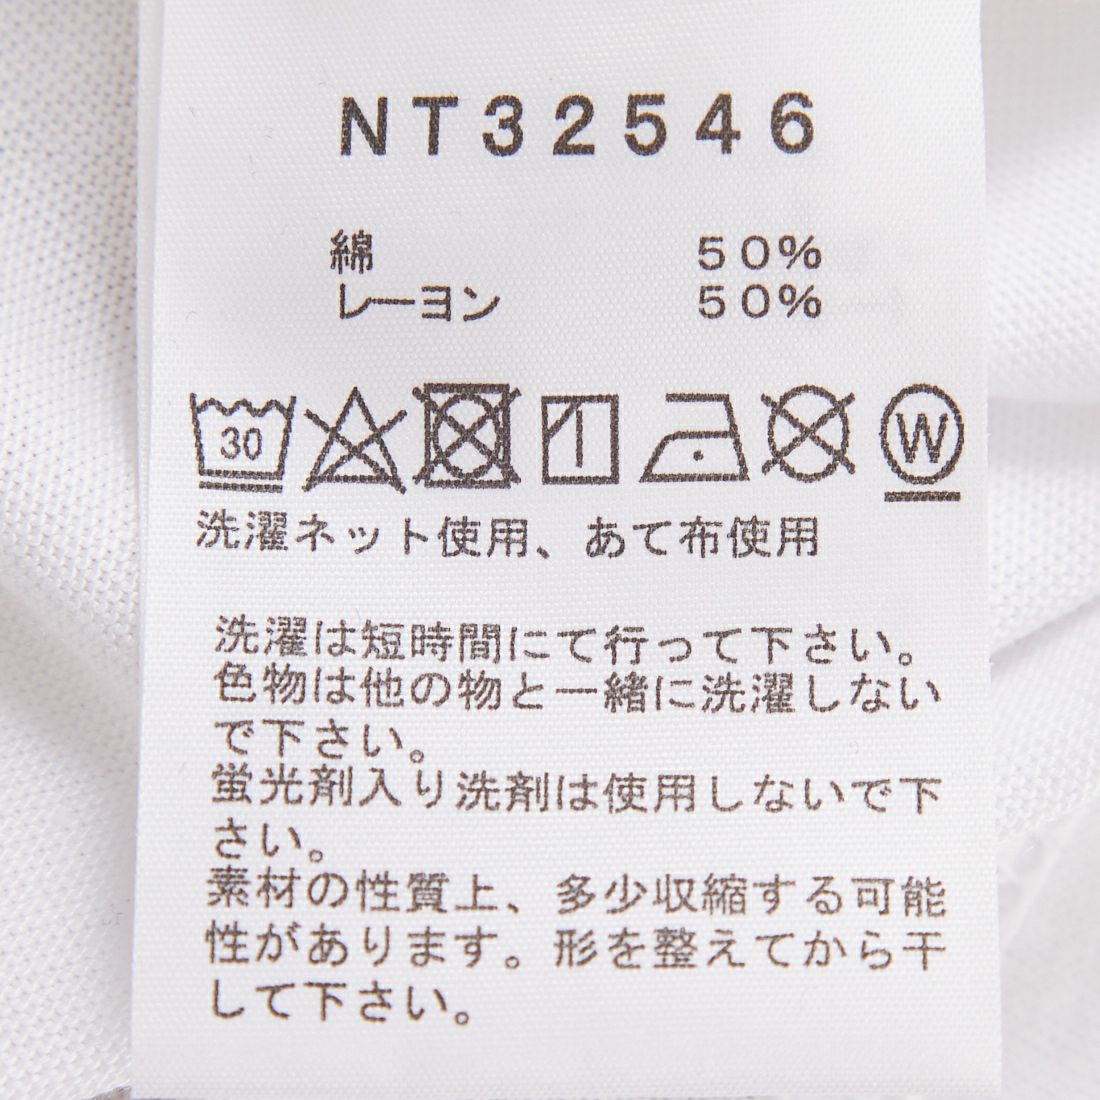 NT32546
綿 50%
レーヨン 50%
30 W
洗濯ネット使用、あて布使用
洗濯は短時間にて行って下さい。
色物は他の物と一緒に洗濯しない
で下さい。
蛍光剤入り洗剤は使用しないで下
さい。
素材の性質上、多少収縮する可能
性があります。形を整えてから干
して下さい。